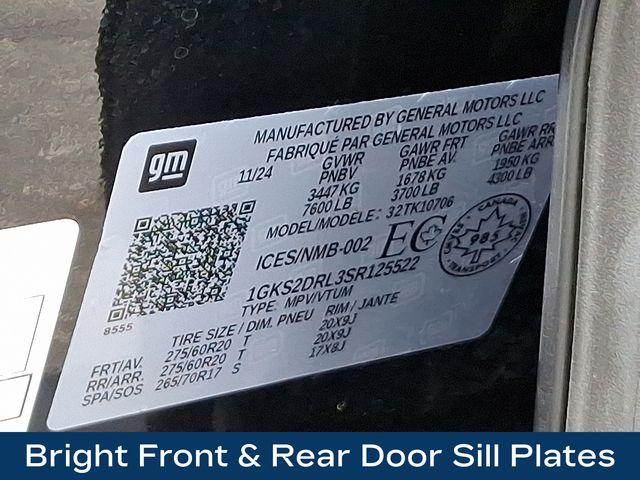 gm
MANUFACTURED BY GENERAL MOTORS LLC
FABRIQUÉ PAR GENERAL MOTORS LLC
11/24
GVWR GAWR FRT GAWR RR
PNBV PNBE AV. PNBE ARR
3447 KG 1678 KG 1950 KG
7600 LB 3700 LB 4300 LB
MODEL/MODELE: 32TK10706
ICES/NMB-002 EC
CANADA
985
TRANSPORT
1GKS2DRL3SR125522
TYPE: MPV/VTUM
8555
TIRE SIZE / DIM. PNEU RIM / JANTE
FRT/AV. 275/60R20 T 20X9J
RR/ARR. 275/60R20 T 20X9J
SPA/SOS 265/70R17 S 17X8J
Bright Front & Rear Door Sill Plates